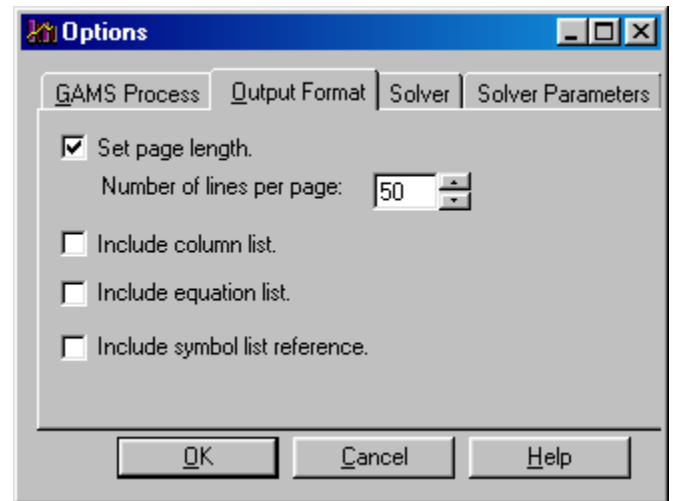 Options
GAMS Process Output Format Solver Solver Parameters
Set page length.
Number of lines per page: 50
Include column list.
Include equation list.
Include symbol list reference.
OK Cancel Help